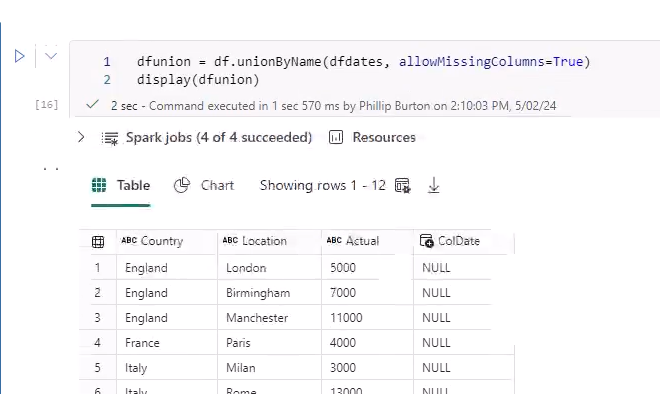 1 dfunion = df.unionByName(dfdates, allowMissingColumns=True)
2 display(dfunion)
[16] 2 sec - Command executed in 1 sec 570 ms by Phillip Burton on 2:10:03 PM, 5/02/24
Spark jobs (4 of 4 succeeded) Resources
Table Chart Showing rows 1 - 12
ABC Country ABC Location ABC Actual ColDate
1 England London 5000 NULL
2 England Birmingham 7000 NULL
3 England Manchester 11000 NULL
4 France Paris 4000 NULL
5 Italy Milan 3000 NULL
6 Italy Rome 13000 NULL